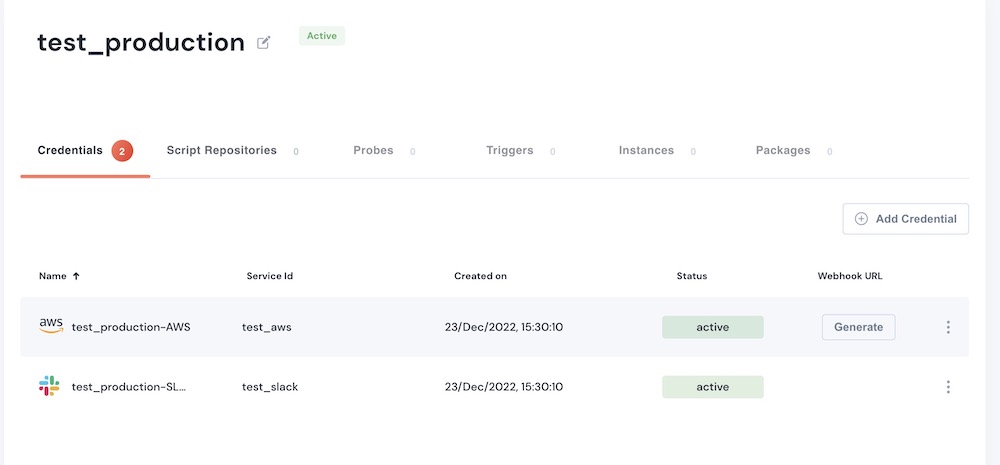 test_production Active
Credentials 2 Script Repositories 0 Probes 0 Triggers 0 Instances 0 Packages 0
Add Credential
Name ↑ Service Id Created on Status Webhook URL
aws test_production-AWS test_aws 23/Dec/2022, 15:30:10 active Generate
test_production-SL... test_slack 23/Dec/2022, 15:30:10 active